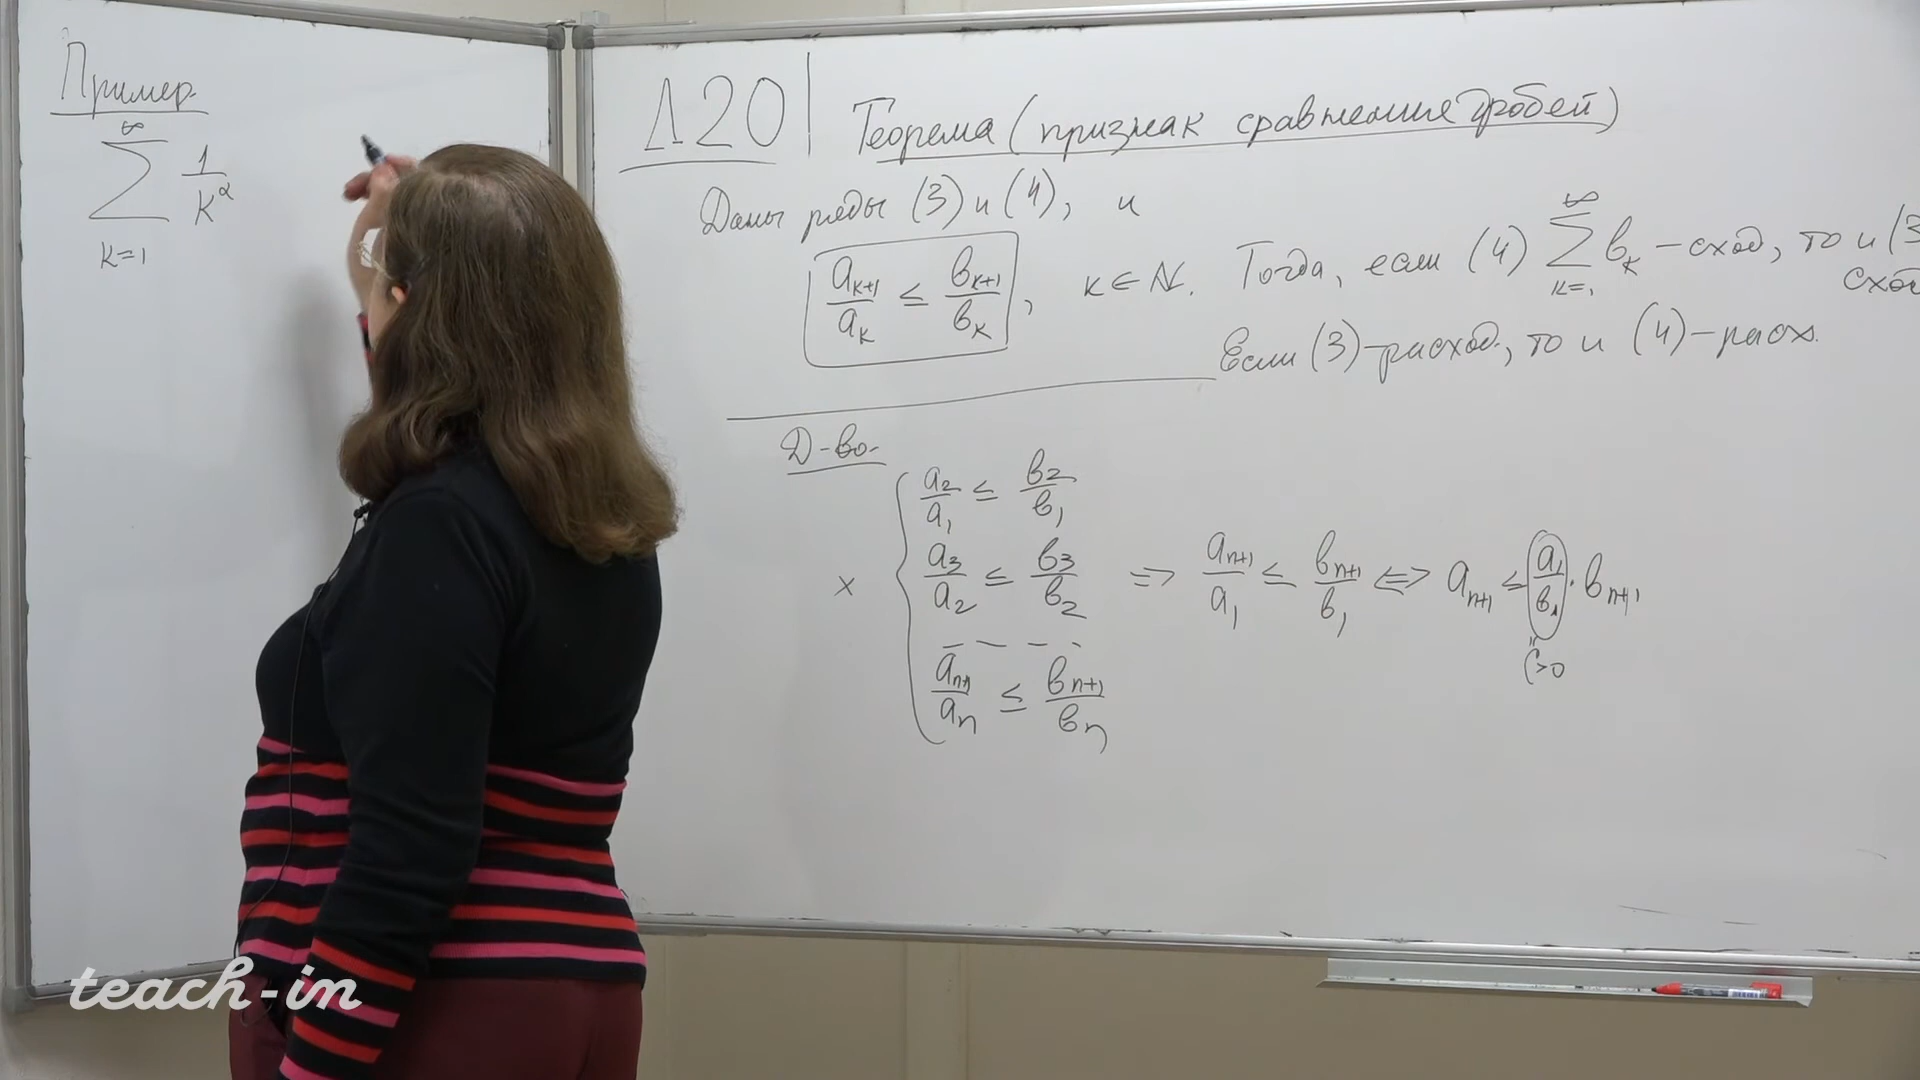 Пример.
∞
∑ 1/k^α
k=1
Л20 | Теорема (признак сравнения дробей)
Даны ряды (3) и (4), и
a_{k+1}/a_k ≤ b_{k+1}/b_k, k∈N. Тогда, если (4) ∑_{k=1}^{∞} b_k – сход, то и (3
сход
Если (3)–расход., то и (4)–расх.
Д-во.
a_2/a_1 ≤ b_2/b_1
× { a_3/a_2 ≤ b_3/b_2 => a_{n+1}/a_1 ≤ b_{n+1}/b_1 <=> a_{n+1} ≤ a_1/b_1 · b_{n+1}
– – – –
a_{n+1}/a_n ≤ b_{n+1}/b_n
"
C>0
teach-in